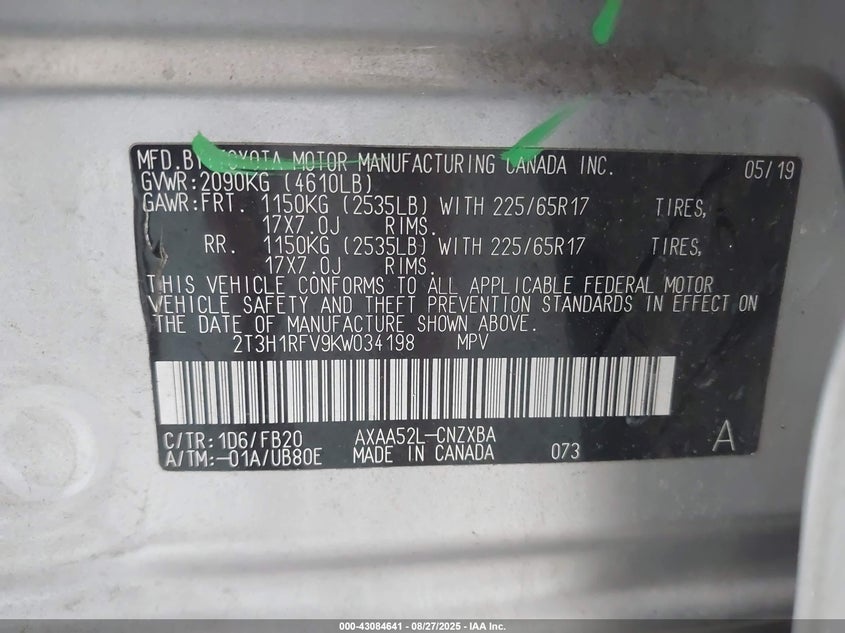 MFD.BY TOYOTA MOTOR MANUFACTURING CANADA INC. 05/19
GVWR:2090KG (4610LB)
GAWR:FRT. 1150KG (2535LB) WITH 225/65R17 TIRES,
17X7.0J RIMS.
RR. 1150KG (2535LB) WITH 225/65R17 TIRES,
17X7.0J RIMS.
THIS VEHICLE CONFORMS TO ALL APPLICABLE FEDERAL MOTOR
VEHICLE SAFETY AND THEFT PREVENTION STANDARDS IN EFFECT ON
THE DATE OF MANUFACTURE SHOWN ABOVE.
2T3H1RFV9KW034198 MPV
C/TR:1D6/FB20 AXAA52L-CNZXBA A
A/TM:-01A/UB80E MADE IN CANADA 073
000-43084641 - 08/27/2025 - IAA Inc.